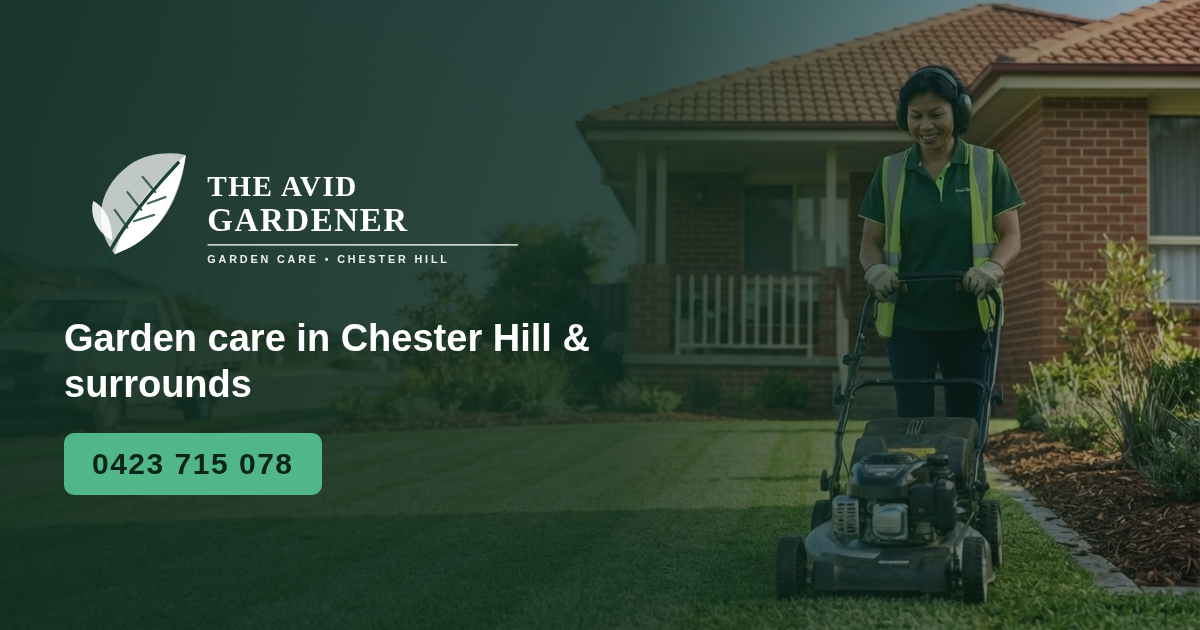 THE AVID
GARDENER
GARDEN CARE • CHESTER HILL
Garden care in Chester Hill &
surrounds
0423 715 078